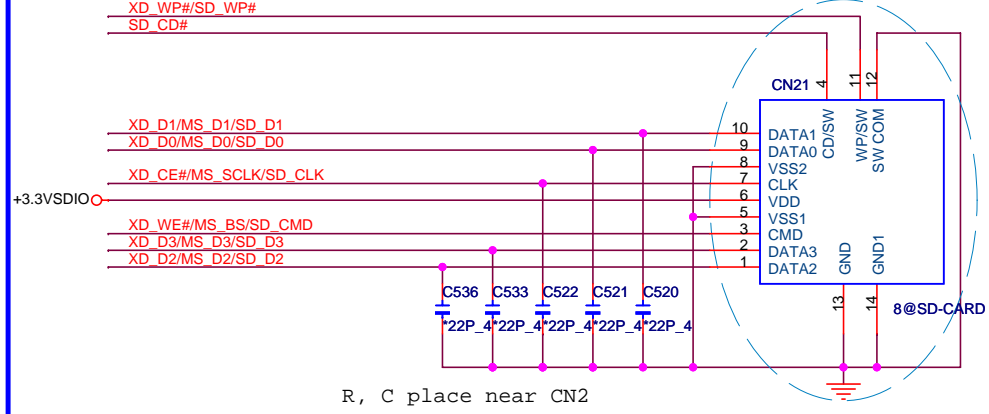 XD_WP#/SD_WP#
SD_CD#
CN21
4
11
12
CD/SW
WP/SW
SW COM
XD_D1/MS_D1/SD_D1
10
DATA1
XD_D0/MS_D0/SD_D0
9
DATA0
8
VSS2
XD_CE#/MS_SCLK/SD_CLK
7
CLK
+3.3VSDIO
6
VDD
5
VSS1
XD_WE#/MS_BS/SD_CMD
3
CMD
XD_D3/MS_D3/SD_D3
2
DATA3
XD_D2/MS_D2/SD_D2
1
DATA2
GND
GND1
13
14
8@SD-CARD
C536
C533
C522
C521
C520
*22P_4
*22P_4
*22P_4
*22P_4
*22P_4
R, C place near CN2